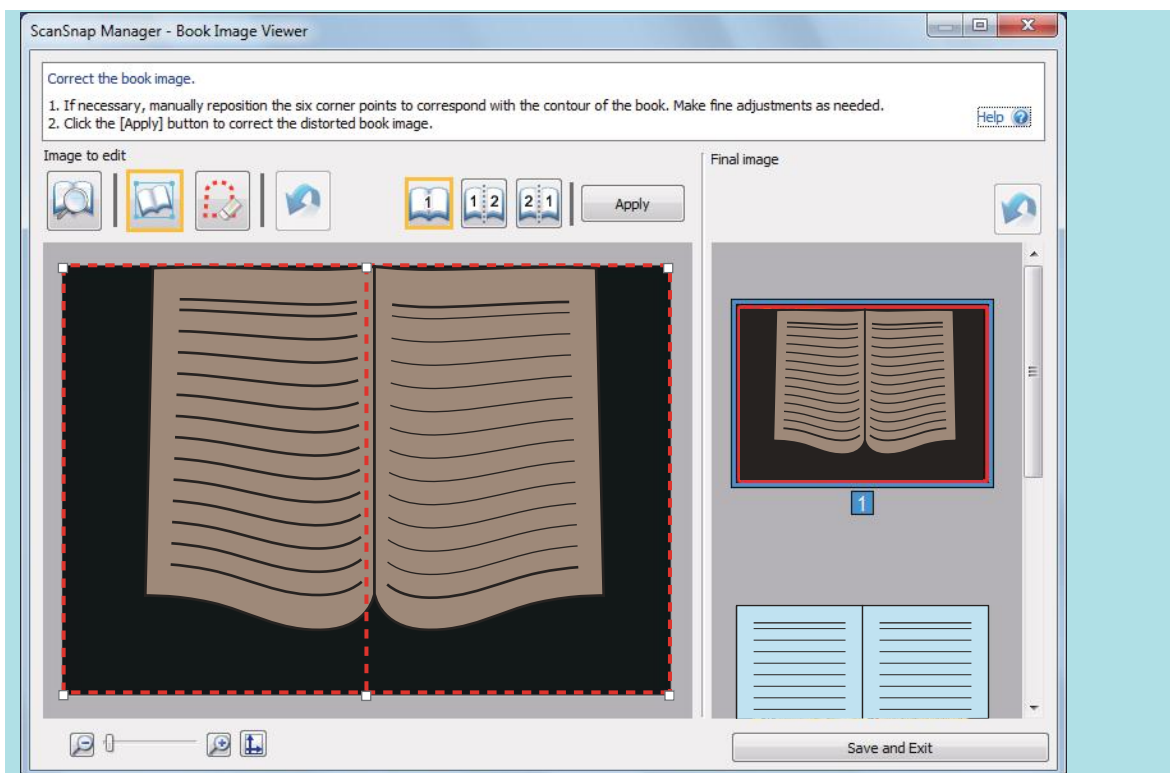 ScanSnap Manager - Book Image Viewer
Correct the book image.
1. If necessary, manually reposition the six corner points to correspond with the contour of the book. Make fine adjustments as needed.
2. Click the [Apply] button to correct the distorted book image.
Help
Image to edit
Final image
1
1 2
2 1
Apply
1
Save and Exit